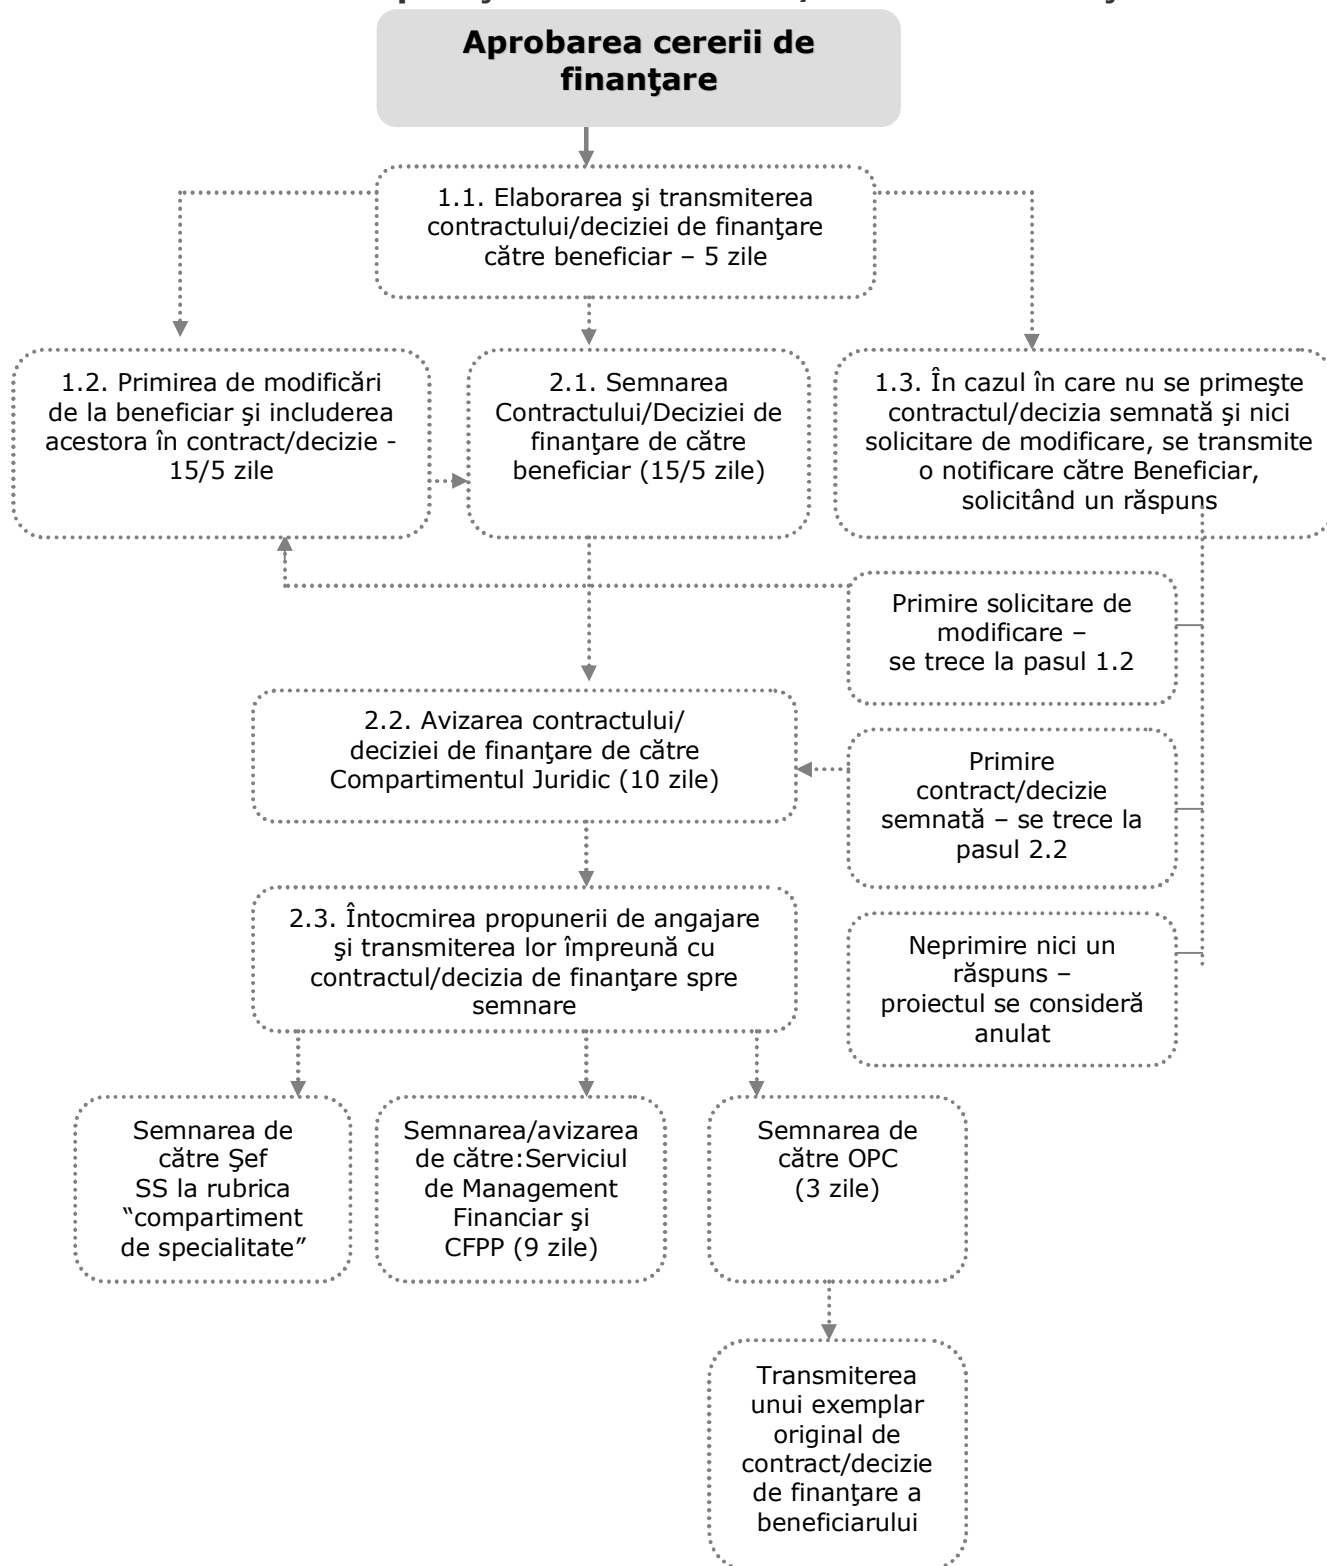 Aprobarea cererii de
finanţare
1.1. Elaborarea şi transmiterea
contractului/deciziei de finanţare
către beneficiar – 5 zile
1.2. Primirea de modificări
de la beneficiar şi includerea
acestora în contract/decizie -
15/5 zile
2.1. Semnarea
Contractului/Deciziei de
finanţare de către
beneficiar (15/5 zile)
1.3. În cazul în care nu se primeşte
contractul/decizia semnată şi nici
solicitare de modificare, se transmite
o notificare către Beneficiar,
solicitând un răspuns
Primire solicitare de
modificare –
se trece la pasul 1.2
2.2. Avizarea contractului/
deciziei de finanţare de către
Compartimentul Juridic (10 zile)
Primire
contract/decizie
semnată – se trece la
pasul 2.2
2.3. Întocmirea propunerii de angajare
şi transmiterea lor împreună cu
contractul/decizia de finanţare spre
semnare
Neprimire nici un
răspuns –
proiectul se consideră
anulat
Semnarea de
către Şef
SS la rubrica
“compartiment
de specialitate”
Semnarea/avizarea
de către:Serviciul
de Management
Financiar şi
CFPP (9 zile)
Semnarea de
către OPC
(3 zile)
Transmiterea
unui exemplar
original de
contract/decizie
de finanţare a
beneficiarului